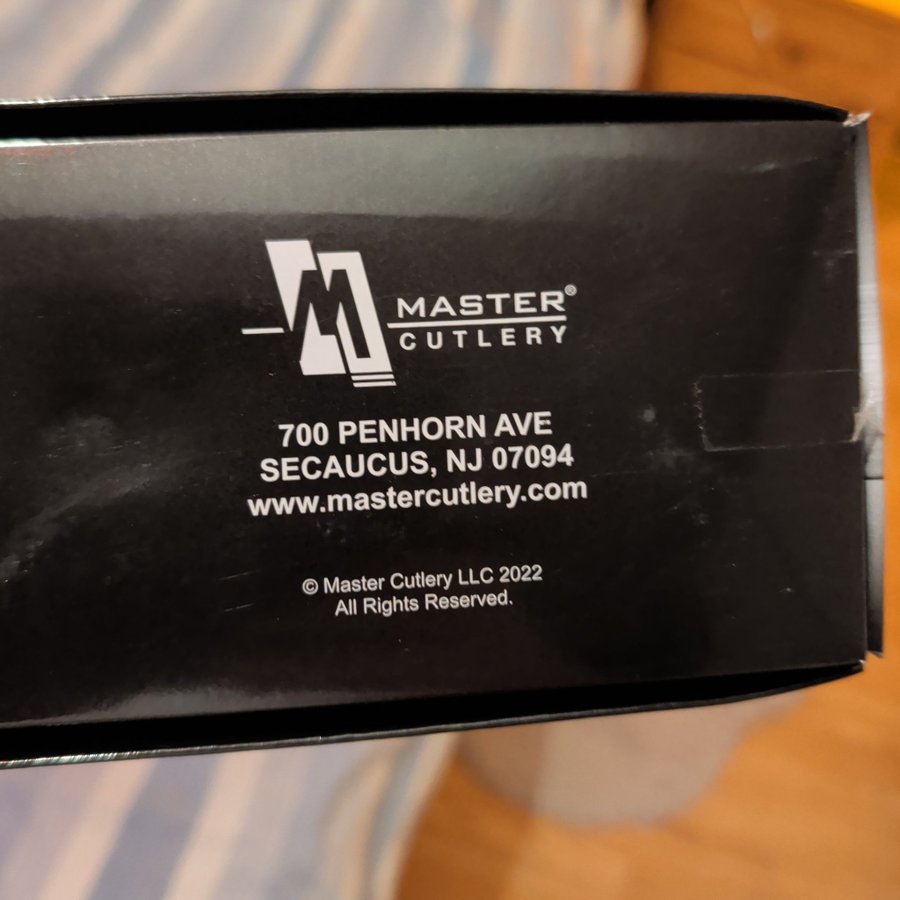 MASTER®
CUTLERY
700 PENHORN AVE
SECAUCUS, NJ 07094
www.mastercutlery.com
© Master Cutlery LLC 2022
All Rights Reserved.